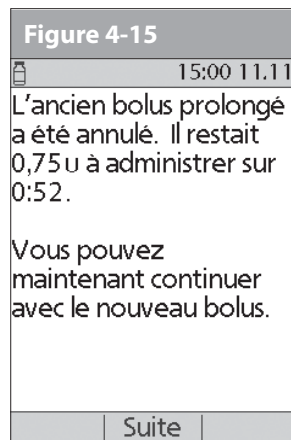 Figure 4-15
15:00 11.11
L'ancien bolus prolongé
a été annulé. Il restait
0,75 U à administrer sur
0:52.
Vous pouvez
maintenant continuer
avec le nouveau bolus.
Suite